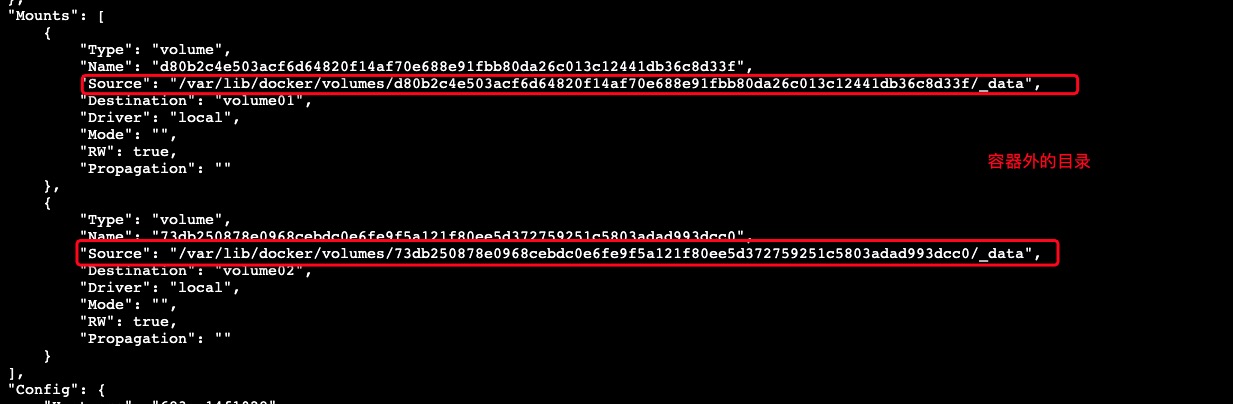 },
"Mounts": [
{
"Type": "volume",
"Name": "d80b2c4e503acf6d64820f14af70e688e91fbb80da26c013c12441db36c8d33f",
"Source": "/var/lib/docker/volumes/d80b2c4e503acf6d64820f14af70e688e91fbb80da26c013c12441db36c8d33f/_data",
"Destination": "volume01",
"Driver": "local",
"Mode": "",
"RW": true,
"Propagation": ""
容器外的目录
},
{
"Type": "volume",
"Name": "73db250878e0968cebdc0e6fe9f5a121f80ee5d372759251c5803adad993dcc0",
"Source": "/var/lib/docker/volumes/73db250878e0968cebdc0e6fe9f5a121f80ee5d372759251c5803adad993dcc0/_data",
"Destination": "volume02",
"Driver": "local",
"Mode": "",
"RW": true,
"Propagation": ""
}
],
"Config": {